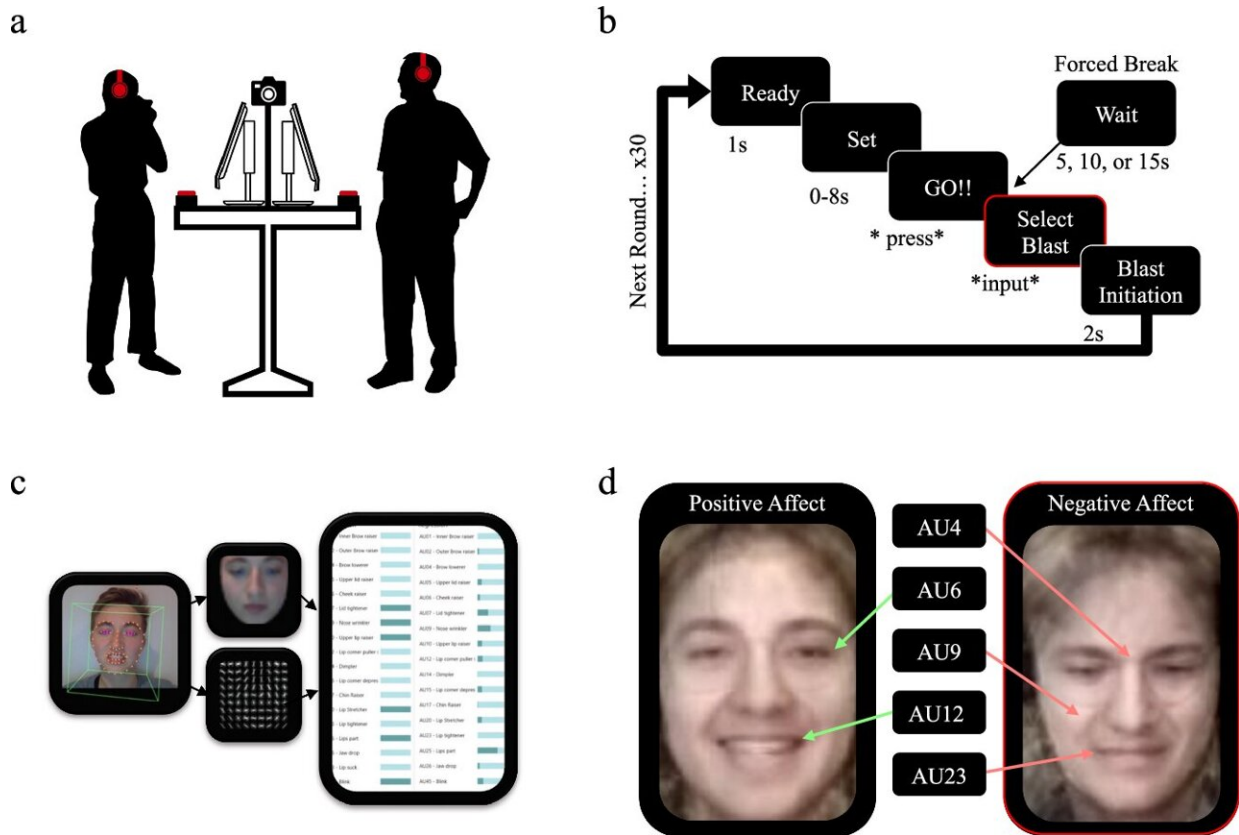 a
b
Forced Break
Ready
Wait
1s
Set
5, 10, or 15s
0-8s
GO!!
* press*
Select
Blast
*input*
Blast
Initiation
2s
Next Round.... x30
c
Inner Brow raiser
- Outer Brow raiser
- Brow lowerer
- Upper lid raiser
- Cheek raiser
- Lid tightener
- Nose wrinkler
- Upper lip raiser
- Lip corner puller (
- Dimpler
- Lip corner depres
- Chin Raiser
- Lip Stretcher
- Lip tightener
- Lips part
- Jaw drop
- Lip suck
- Blink
AU01 - Inner Brow raiser
AU02 - Outer Brow raiser
AU04 - Brow lowerer
AU05 - Upper lid raiser
AU06 - Cheek raiser
AU07 - Lid tightener
AU09 - Nose wrinkler
AU10 - Upper lip raiser
AU12 - Lip corner puller (
AU14 - Dimpler
AU15 - Lip corner depres
AU17 - Chin Raiser
AU20 - Lip Stretcher
AU23 - Lip tightener
AU25 - Lips part
AU26 - Jaw drop
AU45 - Blink
d
Positive Affect
Negative Affect
AU4
AU6
AU9
AU12
AU23